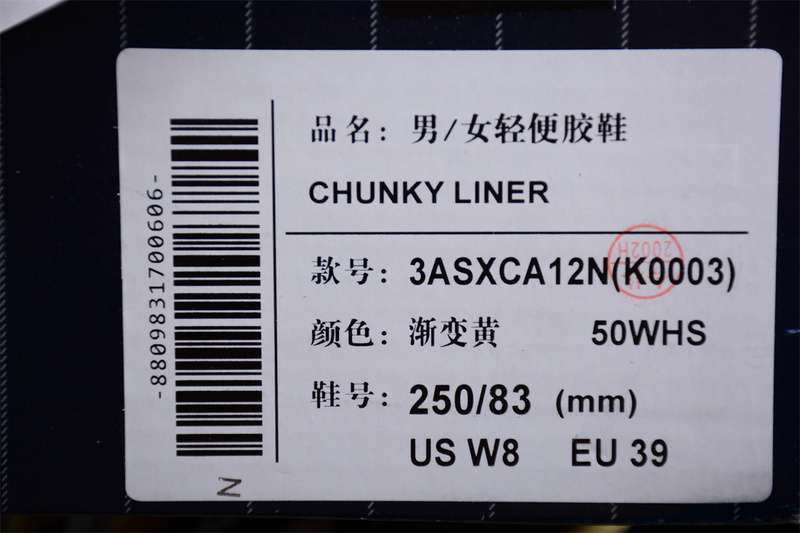 品名：男/女轻便胶鞋
CHUNKY LINER
款号：3ASXCA12N(K0003)
颜色：渐变黄 50WHS
鞋号：250/83 (mm)
US W8 EU 39
-8809831700606-
N
2002H